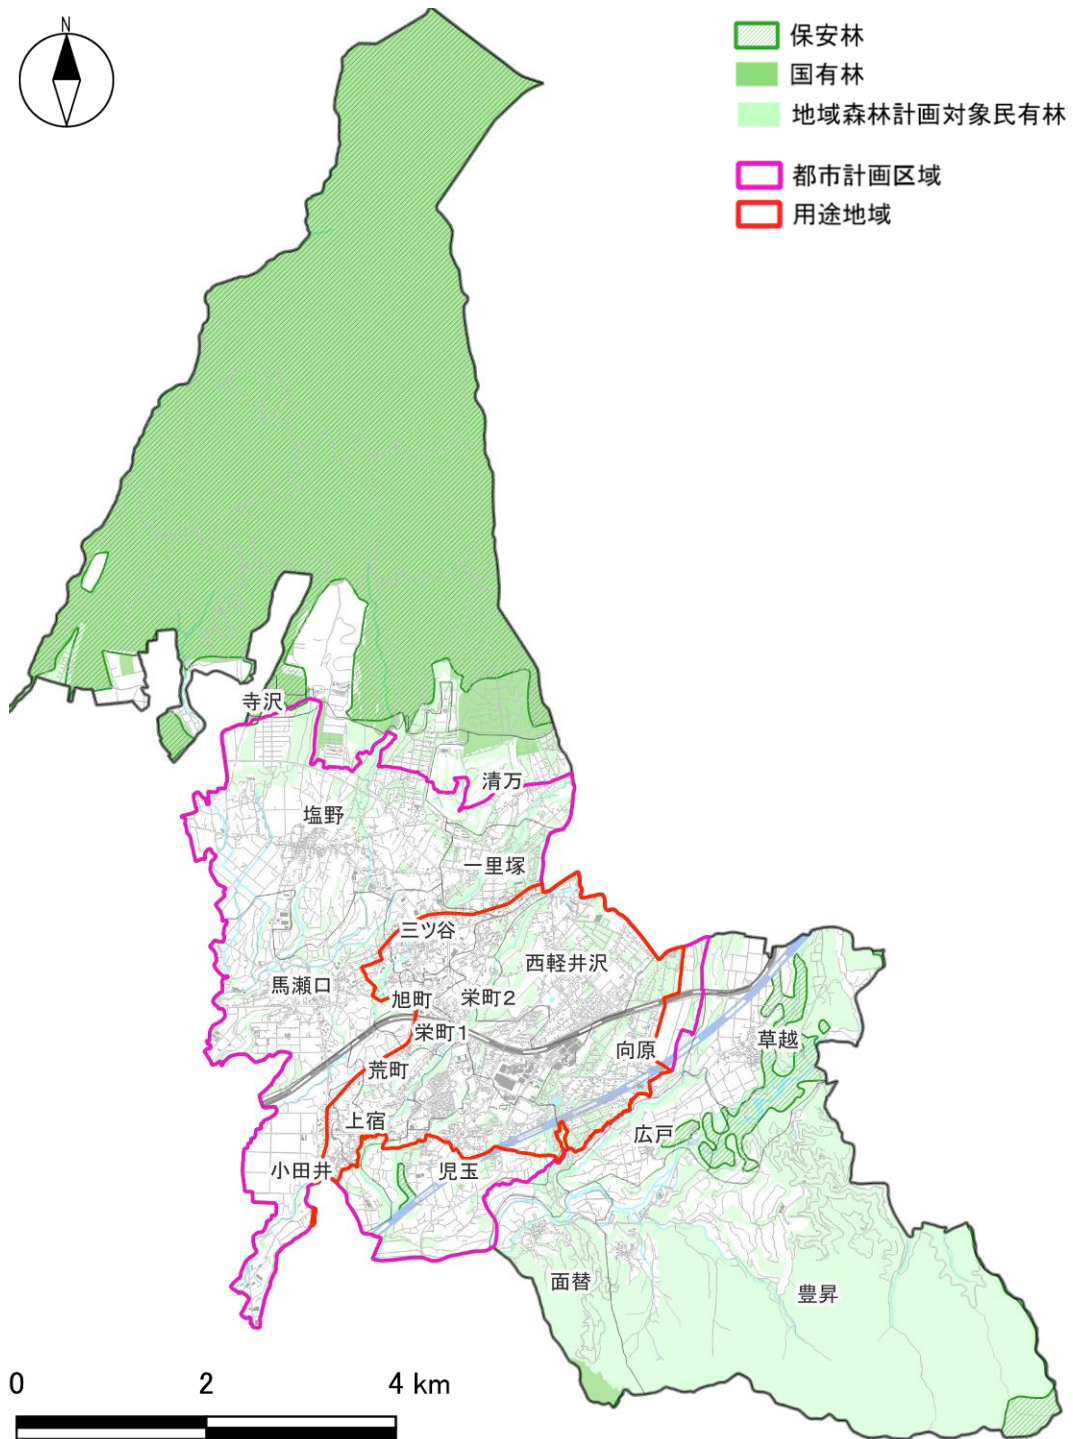 N
保安林
国有林
地域森林計画対象民有林
都市計画区域
用途地域
寺沢
清万
塩野
一里塚
三ツ谷
西軽井沢
馬瀬口
旭町
栄町2
栄町1
草越
向原
荒町
上宿
広戸
小田井
児玉
面替
豊昇
0 2 4 km